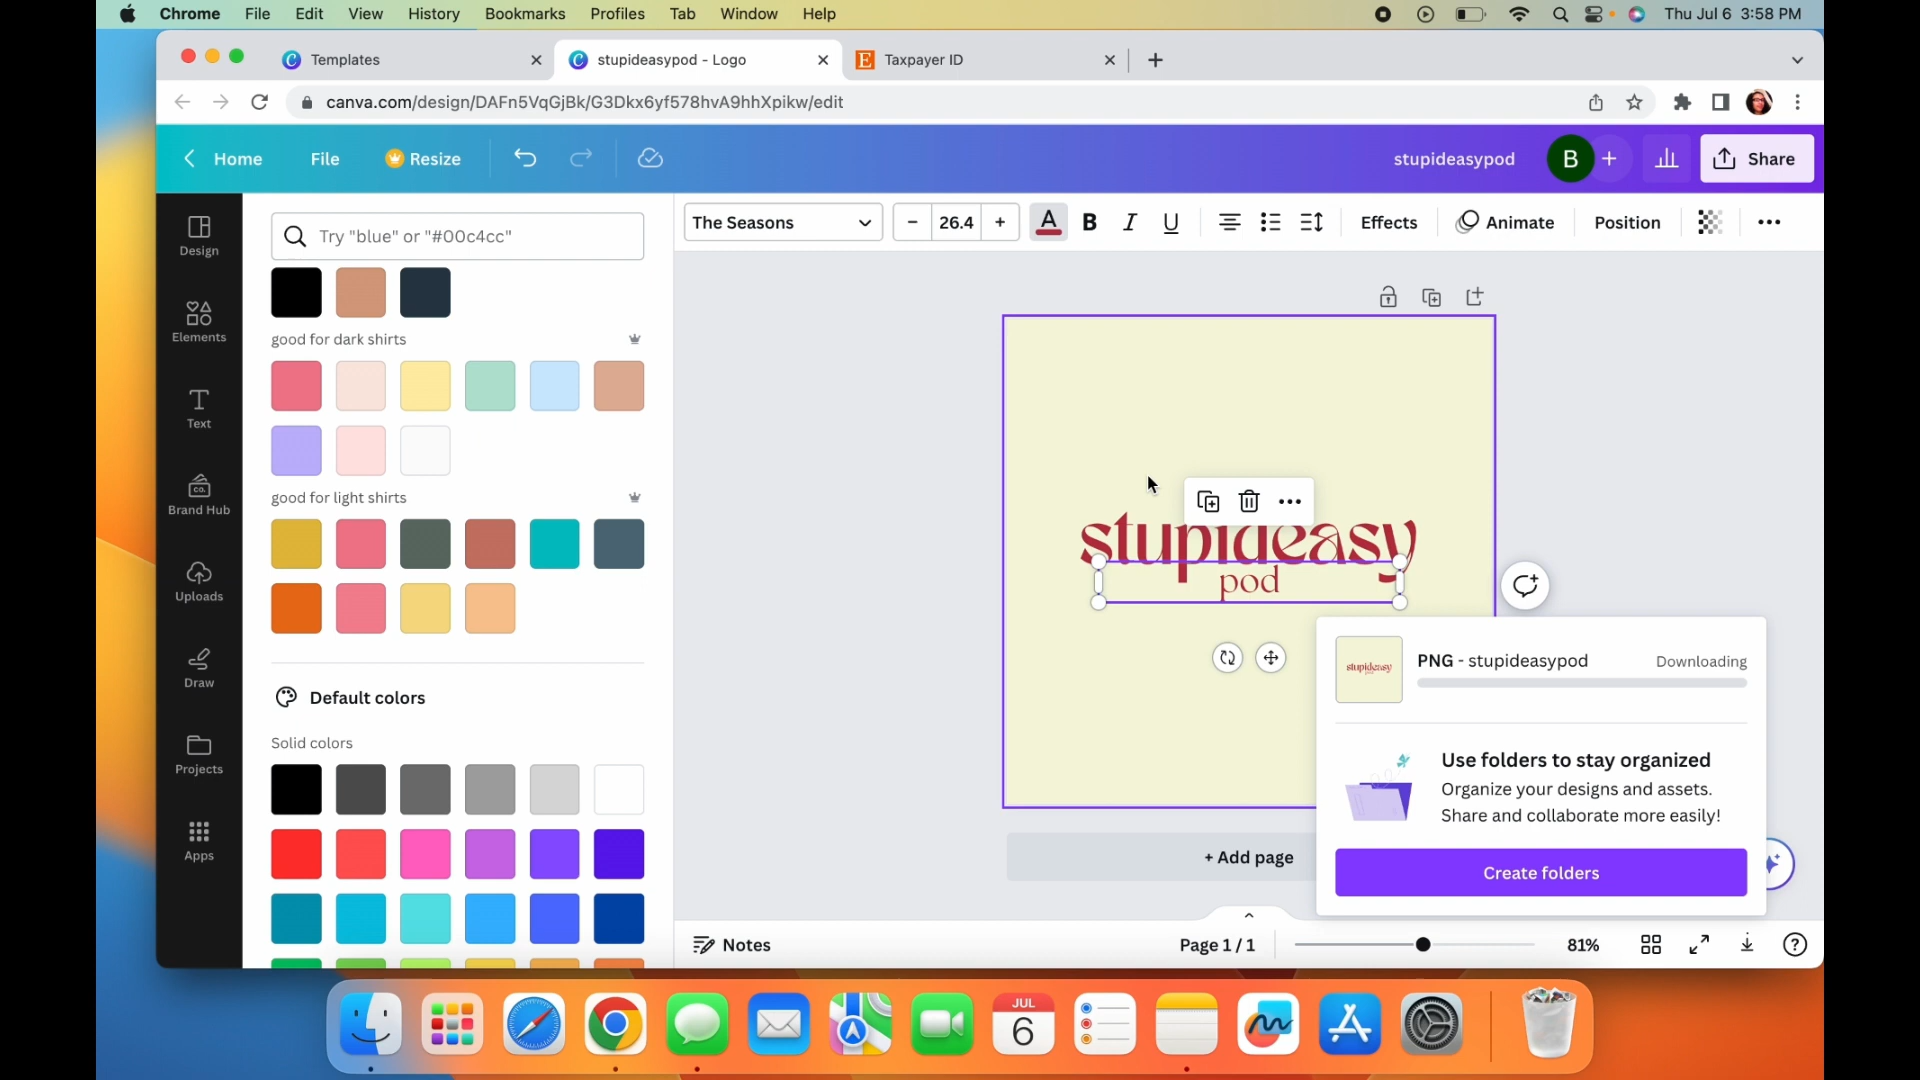 Chrome File Edit View History Bookmarks Profiles Tab Window Help Thu Jul 6 3:58 PM
Templates stupideasypod - Logo Taxpayer ID
canva.com/design/DAFn5VqGjBk/G3Dkx6yf578hvA9hhXpikw/edit
Home File Resize stupideasypod B + Share
The Seasons - 26.4 + A B I U Effects Animate Position
Design
Elements
Text
Brand Hub
Uploads
Draw
Projects
Apps
Try "blue" or "#00c4cc"
good for dark shirts
good for light shirts
Default colors
Solid colors
stupideasy
pod
PNG - stupideasypod Downloading
Use folders to stay organized
Organize your designs and assets.
Share and collaborate more easily!
Create folders
+ Add page
Notes Page 1 / 1 81%
JUL
6